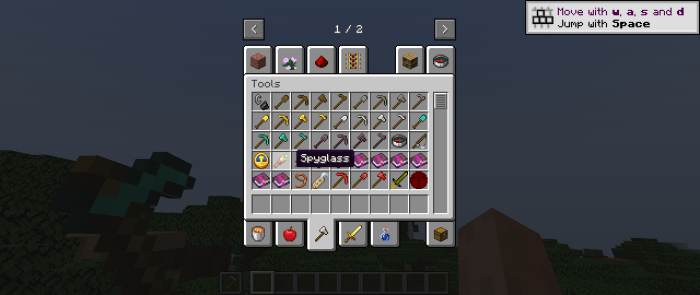 < 1 / 2 >
Move with w, a, s and d
Jump with Space
Tools
Spyglass